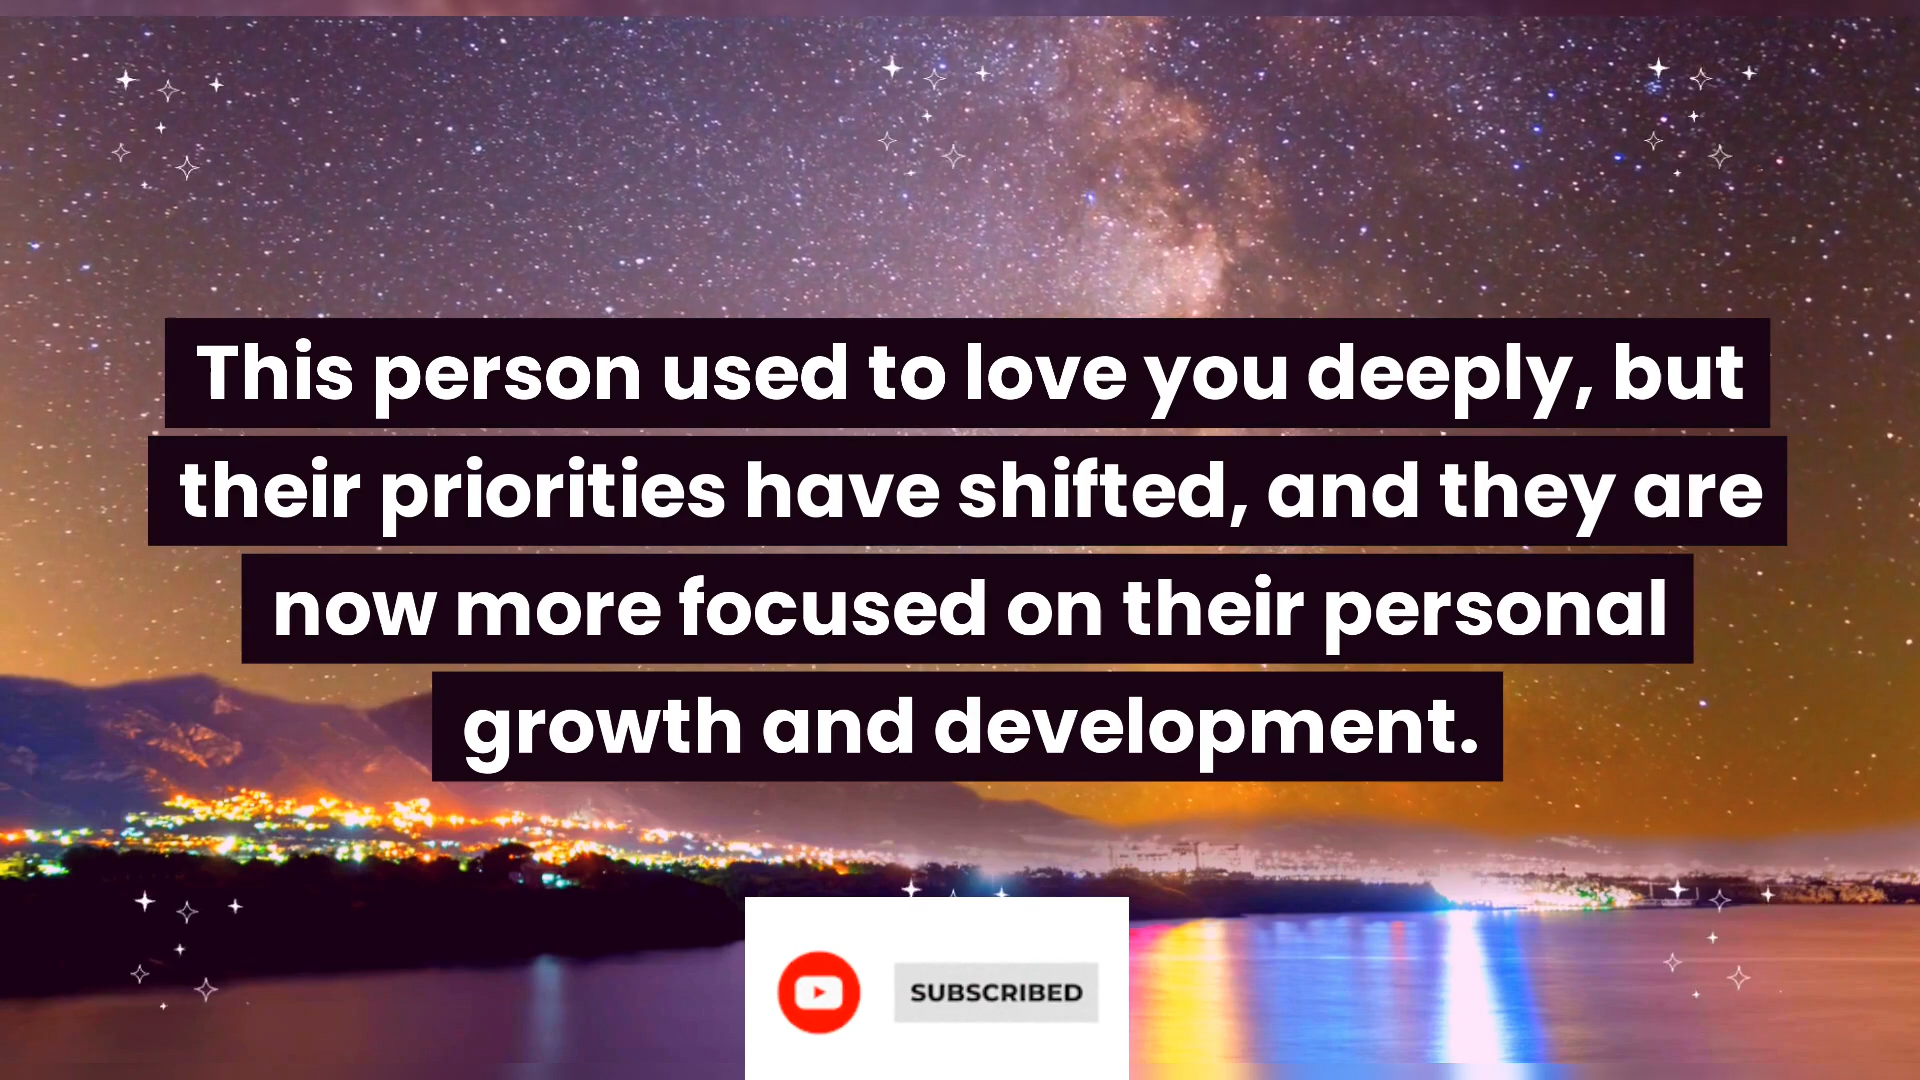 This person used to love you deeply, but
their priorities have shifted, and they are
now more focused on their personal
growth and development.
SUBSCRIBED